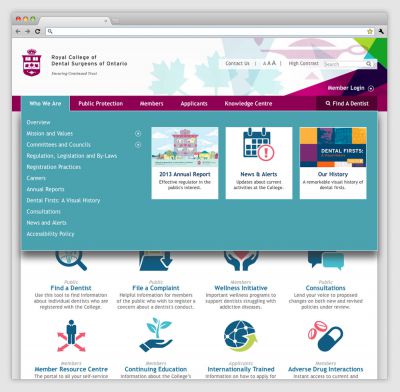 Royal College of
Dental Surgeons of Ontario
Ensuring Continued Trust
Contact Us | A A A | High Contrast
Search
Member Login
Who We Are
Public Protection
Members
Applicants
Knowledge Centre
Find A Dentist
Overview
Mission and Values
Committees and Councils
Regulation, Legislation and By-Laws
Registration Practices
Careers
Annual Reports
Dental Firsts: A Visual History
Consultations
News and Alerts
Accessibility Policy
2013 Annual Report
Effective regulator in the
public's interest.
News & Alerts
Updates about current
activities at the College.
DENTAL FIRSTS:
Our History
A remarkable visual history of
dental firsts.
Public
Find a Dentist
Use this tool to find information
about individual dentists who are
registered with the College.
Public
File a Complaint
Helpful information for members
of the public who wish to register a
concern about a dentist's conduct.
Members
Wellness Initiative
Important wellness programs to
support dentists struggling with
addiction diseases.
Public
Consultations
Lend your voice to proposed
changes on both new and revised
policies under review.
Members
Member Resource Centre
The portal to all your self-service
Members
Continuing Education
Information about the College's
Applicants
Internationally Trained
Information on how to apply for
Members
Adverse Drug Interactions
Instant access to current and